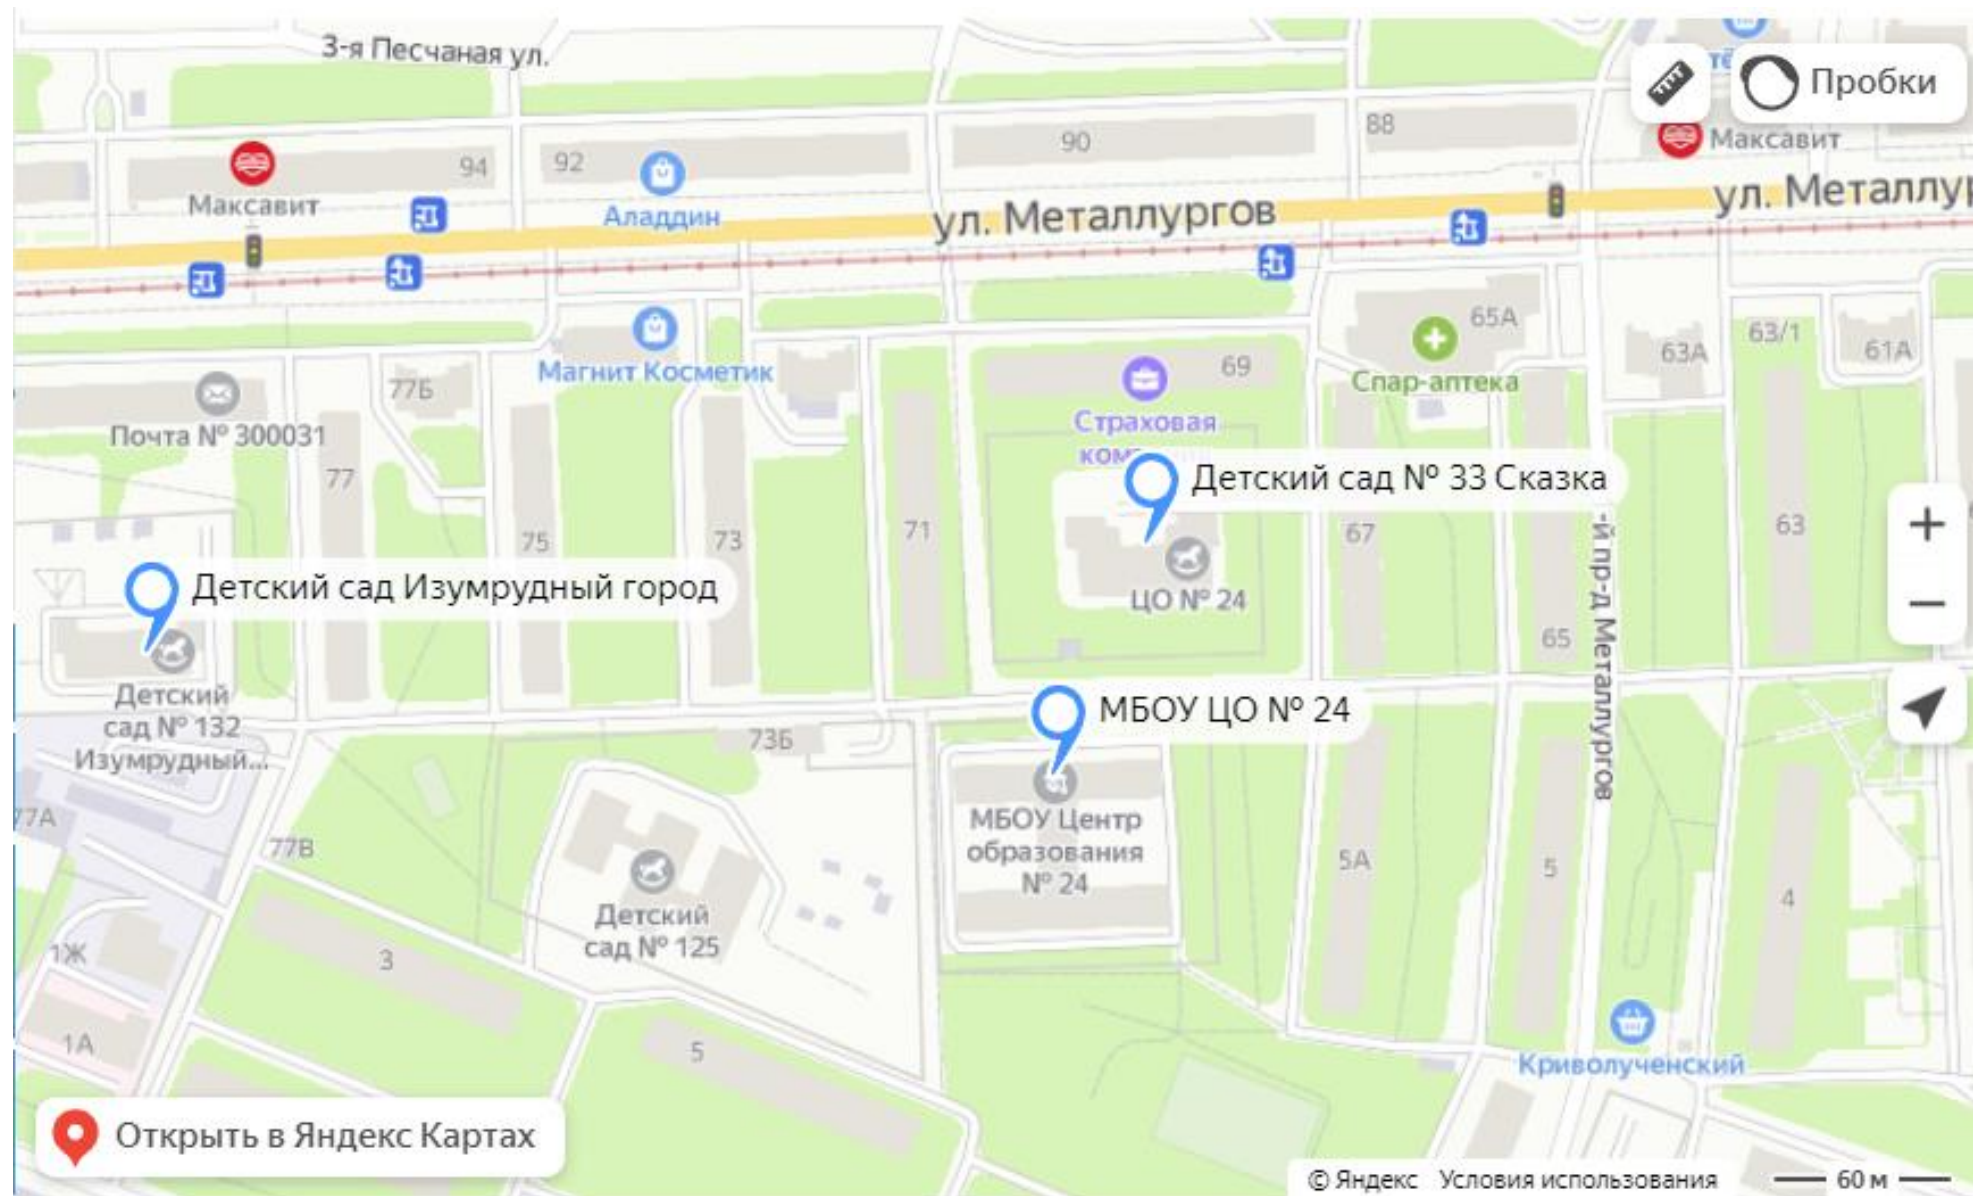 3-я Песчаная ул.
Пробки
Максавит
88
90
94
92
Максавит
Аладдин
ул. Металлургов
ул.
65А
63/1
63А
61А
Магнит Косметик
69
Спар-аптека
77Б
Страховая
Почта № 300031
Детский сад № 33 Сказка
77
71
67
63
75
73
-й пр-д Металлургов
Детский сад Изумрудный город
ЦО № 24
65
Детский
сад № 132
Изумрудный...
МБОУ ЦО № 24
73Б
МБОУ Центр
образования
№ 24
77А
77В
5А
5
4
Детский
сад № 125
1Ж
3
1А
5
Криволученский
Открыть в Яндекс Картах
© Яндекс Условия использования
60 м